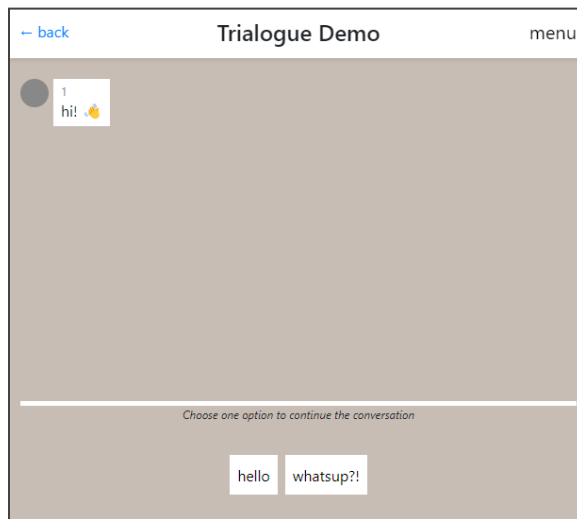 ← back Trialogue Demo menu
1
hi! 👋
Choose one option to continue the conversation
hello whatsup?!